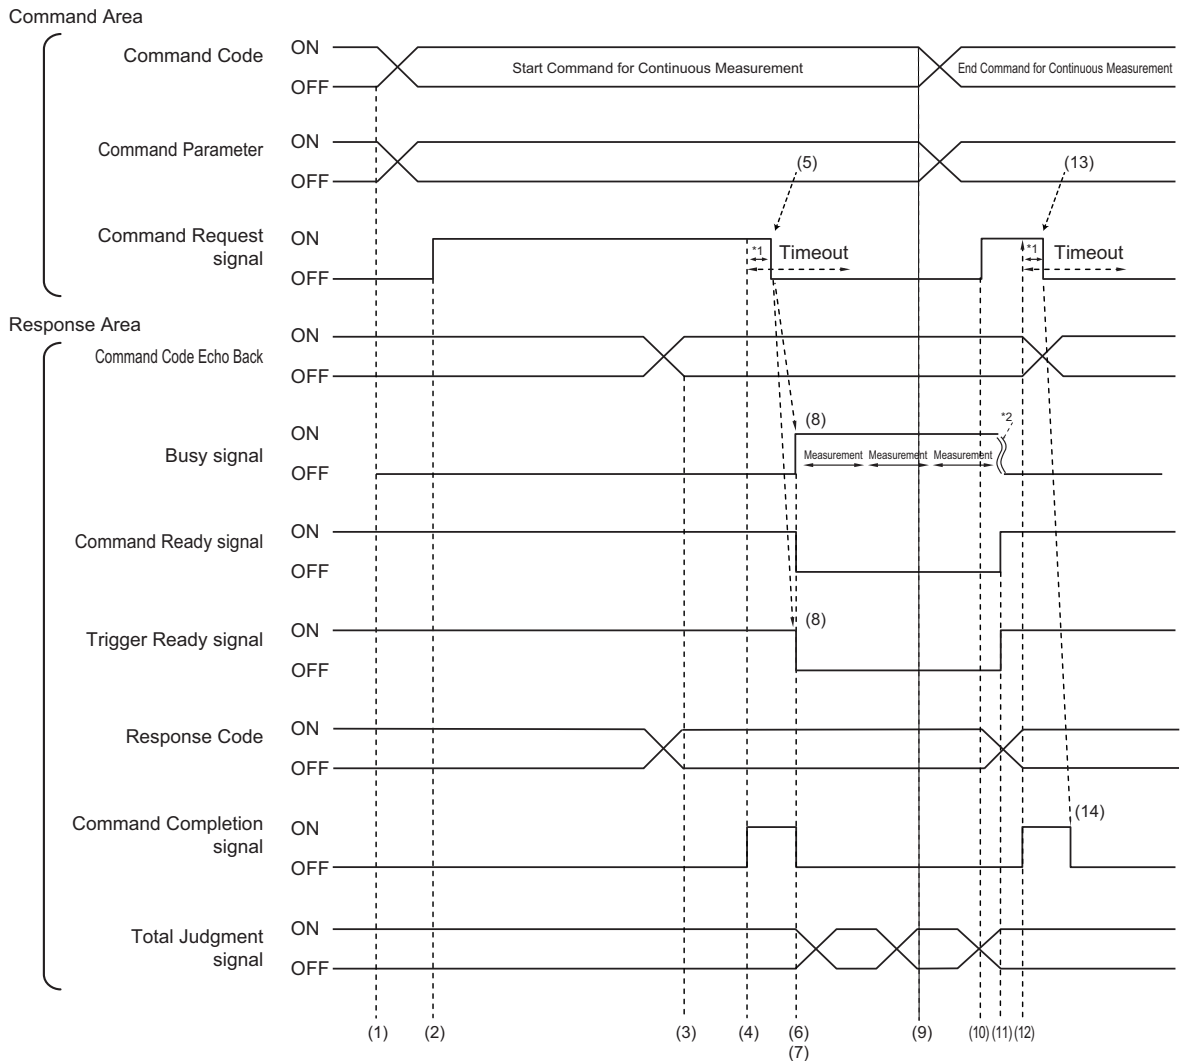 Command Area
Command Code
ON
OFF
Start Command for Continuous Measurement
End Command for Continuous Measurement
Command Parameter
ON
OFF
(5)
(13)
Command Request
signal
ON
OFF
*1
Timeout
*1
Timeout
Response Area
Command Code Echo Back
ON
OFF
Busy signal
ON
OFF
(8)
*2
Measurement
Measurement
Measurement
Command Ready signal
ON
OFF
Trigger Ready signal
ON
OFF
(8)
Response Code
ON
OFF
Command Completion
signal
ON
OFF
(14)
Total Judgment
signal
ON
OFF
(1)
(2)
(3)
(4)
(6)
(7)
(9)
(10)
(11)
(12)